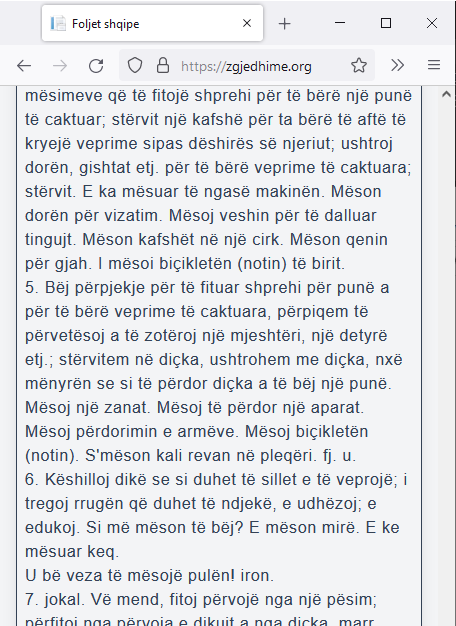 Foljet shqipe
https://zgjedhime.org
mësimeve që të fitojë shprehi për të bërë një punë
të caktuar; stërvit një kafshë për ta bërë të aftë të
kryejë veprime sipas dëshirës së njeriut; ushtroj
dorën, gishtat etj. për të bërë veprime të caktuara;
stërvit. E ka mësuar të ngasë makinën. Mëson
dorën për vizatim. Mësoj veshin për të dalluar
tingujt. Mëson kafshët në një cirk. Mëson qenin
për gjah. I mësoi biçikletën (notin) të birit.
5. Bëj përpjekje për të fituar shprehi për punë a
për të bërë veprime të caktuara, përpiqem të
përvetësoj a të zotëroj një mjeshtëri, një detyrë
etj.; stërvitem në diçka, ushtrohem me diçka, nxë
mënyrën se si të përdor diçka a të bëj një punë.
Mësoj një zanat. Mësoj të përdor një aparat.
Mësoj përdorimin e armëve. Mësoj biçikletën
(notin). S'mëson kali revan në pleqëri. fj. u.
6. Këshilloj dikë se si duhet të sillet e të veprojë; i
tregoj rrugën që duhet të ndjekë, e udhëzoj; e
edukoj. Si më mëson të bëj? E mëson mirë. E ke
mësuar keq.
U bë veza të mësojë pulën! iron.
7. jokal. Vë mend, fitoj përvojë nga një pësim;
përfitoj nga përvoja e dikujt a nga diçka, marr